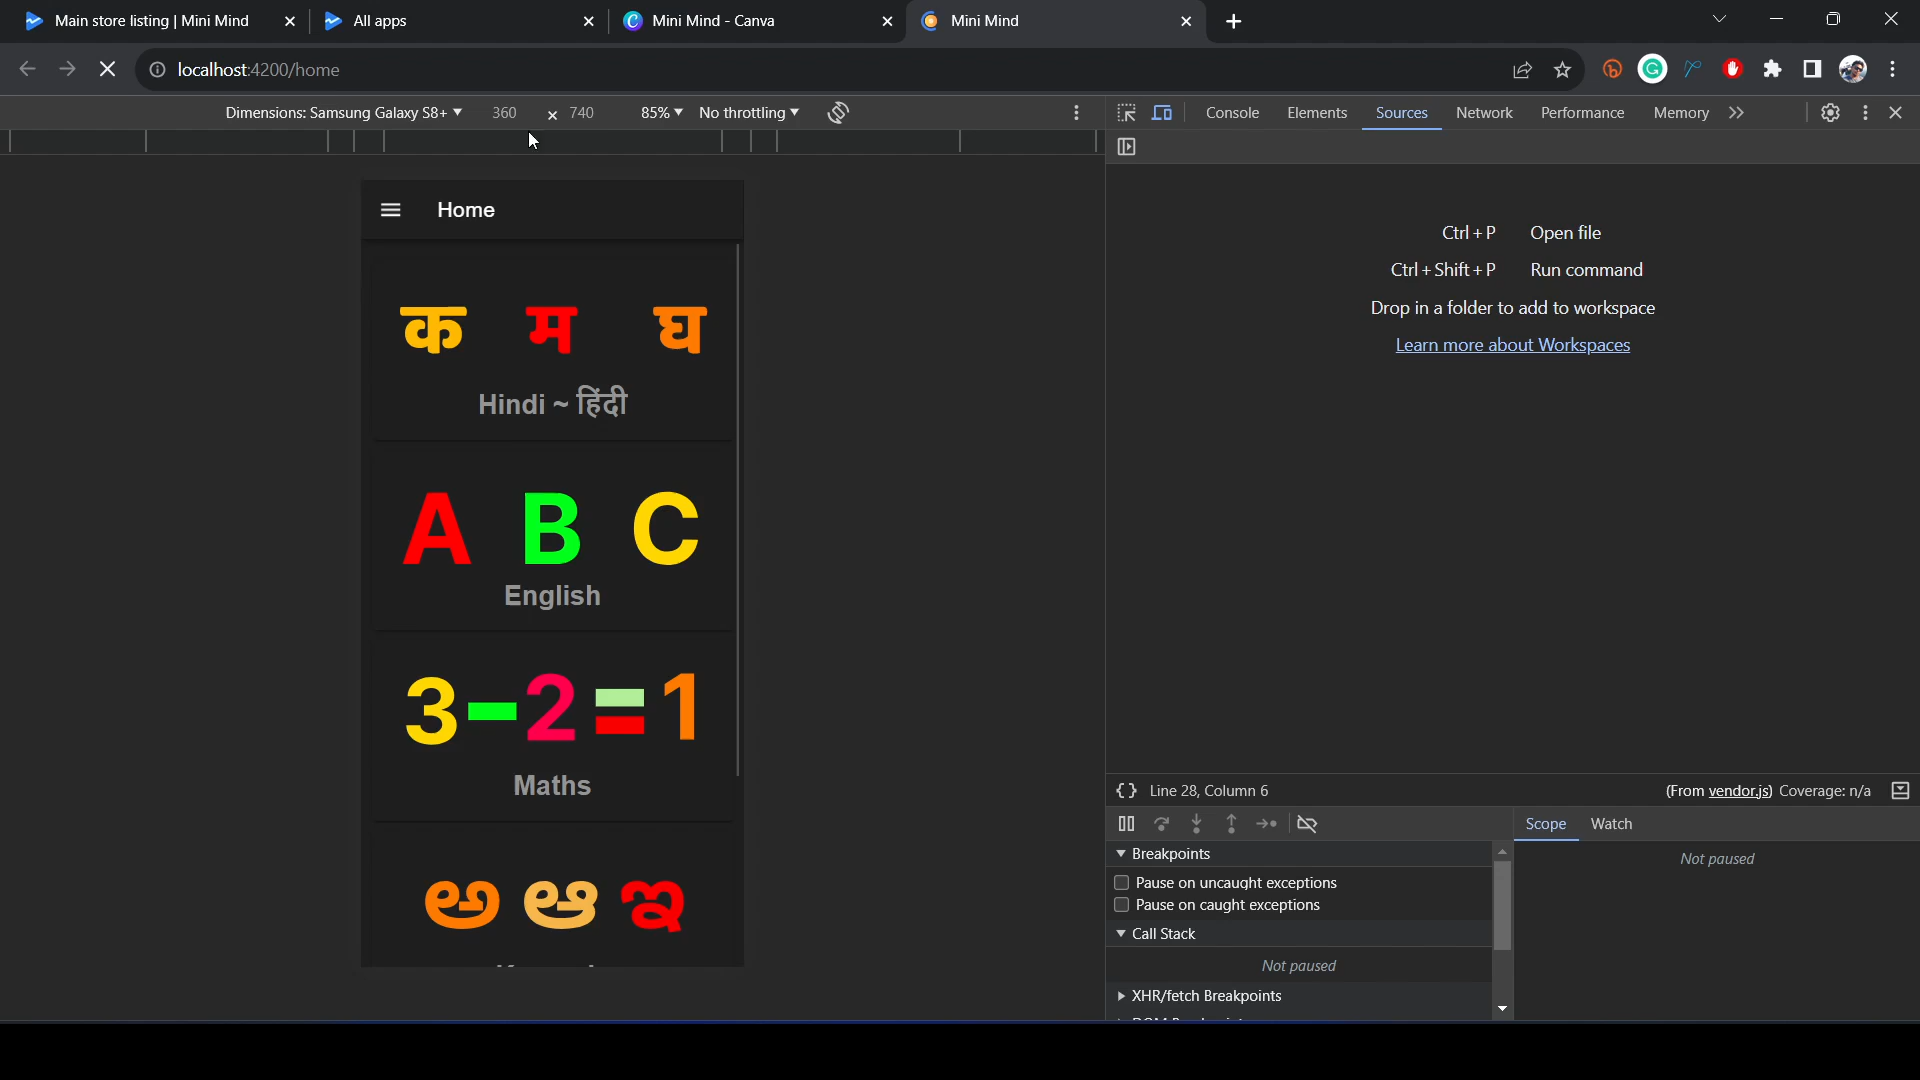 Main store listing | Mini Mind
All apps
Mini Mind - Canva
Mini Mind
localhost:4200/home
Dimensions: Samsung Galaxy S8+ 360 × 740 85% No throttling
Console Elements Sources Network Performance Memory
Home
क म घ
Hindi ~ हिंदी
A B C
English
3-2=1
Maths
ಅ ಆ ಇ
Ctrl + P Open file
Ctrl + Shift + P Run command
Drop in a folder to add to workspace
Learn more about Workspaces
{} Line 28, Column 6 (From vendor.js) Coverage: n/a
Scope Watch
Not paused
Breakpoints
Pause on uncaught exceptions
Pause on caught exceptions
Call Stack
Not paused
XHR/fetch Breakpoints